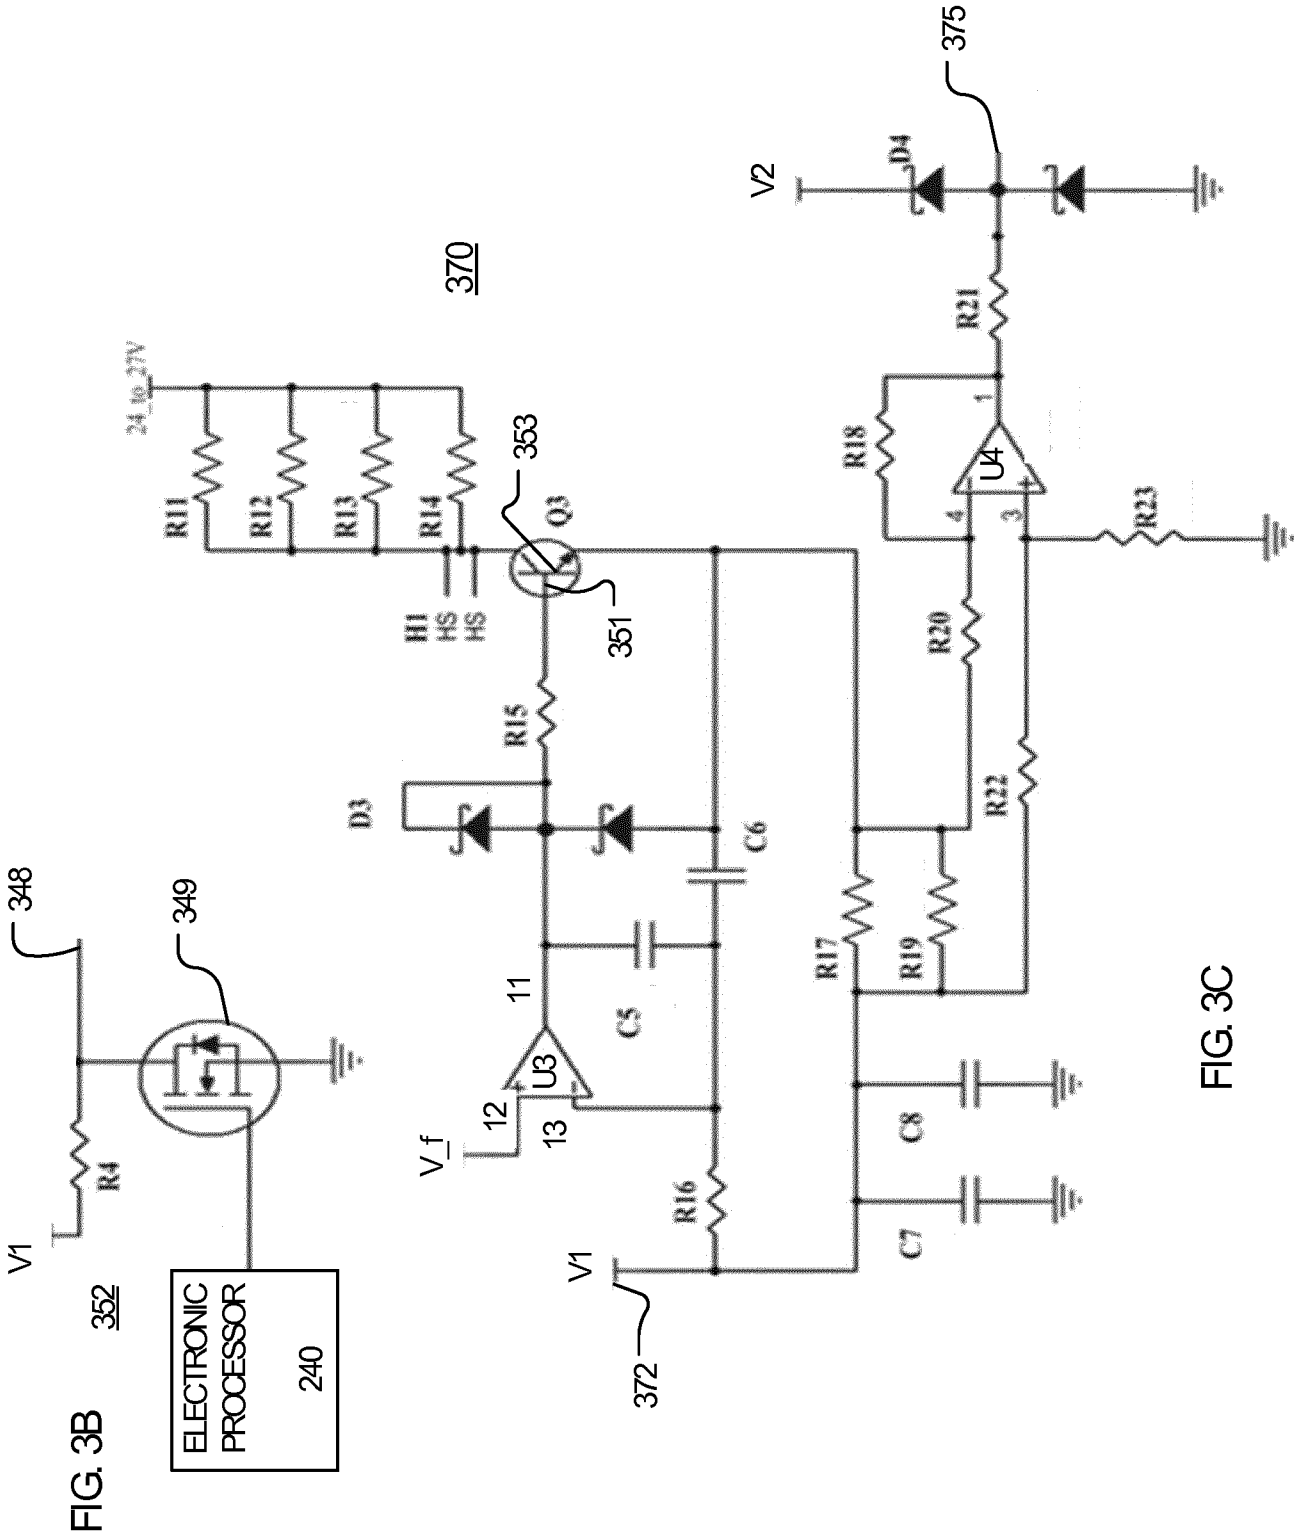 FIG. 3B
352
V1
R4
348
349
ELECTRONIC
PROCESSOR
240
FIG. 3C
370
24_to_27V
R11
R12
R13
R14
H1
HS
HS
Q3
353
351
R15
D3
V_f
12
13
U3
11
C5
C6
R16
V1
372
R17
R19
C7
C8
R20
R22
R18
4
3
U4
1
R23
R21
V2
D4
375